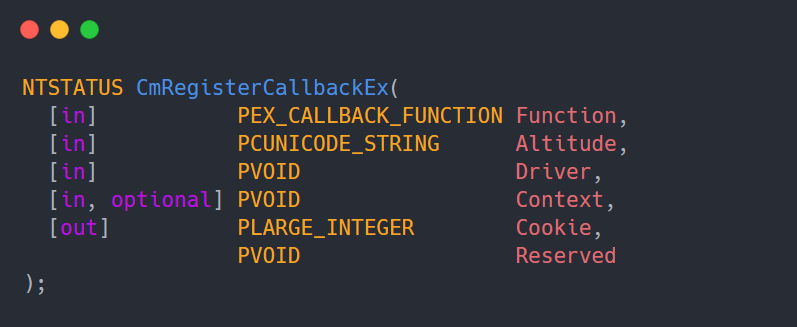 NTSTATUS CmRegisterCallbackEx(
  [in]           PEX_CALLBACK_FUNCTION Function,
  [in]           PCUNICODE_STRING      Altitude,
  [in]           PVOID                 Driver,
  [in, optional] PVOID                 Context,
  [out]          PLARGE_INTEGER        Cookie,
                 PVOID                 Reserved
);